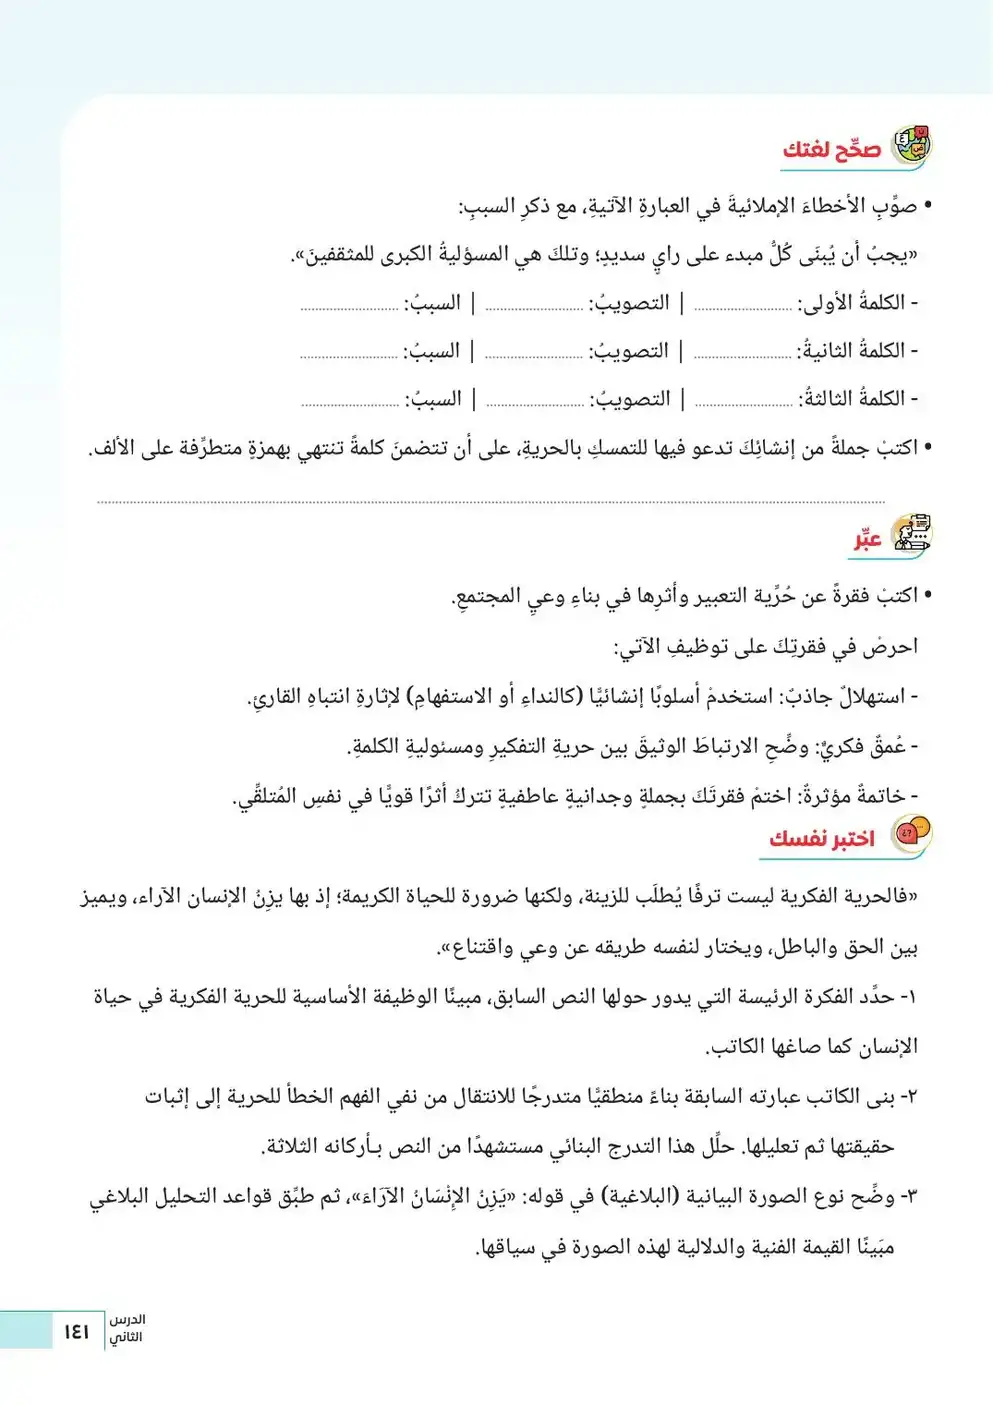 صحِّح لغتك
• صوِّبِ الأخطاءَ الإملائيةَ في العبارةِ الآتيةِ، مع ذكرِ السببِ:
«يجبُ أن يُبنَى كُلُّ مبدء على رايٍ سديدٍ؛ وتلكَ هي المسؤليةُ الكبرى للمثقفينَ».
- الكلمةُ الأولى: ........................ | التصويبُ: ........................ | السببُ: ........................
- الكلمةُ الثانيةُ: ........................ | التصويبُ: ........................ | السببُ: ........................
- الكلمةُ الثالثةُ: ........................ | التصويبُ: ........................ | السببُ: ........................
• اكتبْ جملةً من إنشائِكَ تدعو فيها للتمسكِ بالحريةِ، على أن تتضمنَ كلمةً تنتهي بهمزةٍ متطرِّفة على الألف.
عبِّر
• اكتبْ فقرةً عن حُرِّية التعبير وأثرِها في بناءِ وعيِ المجتمعِ.
احرصْ في فقرتِكَ على توظيفِ الآتي:
- استهلالٌ جاذبٌ: استخدمْ أسلوبًا إنشائيًّا (كالنداءِ أو الاستفهامِ) لإثارةِ انتباهِ القارئِ.
- عُمقٌ فكريٌّ: وضِّحِ الارتباطَ الوثيقَ بين حريةِ التفكيرِ ومسئوليةِ الكلمةِ.
- خاتمةٌ مؤثرةٌ: اختمْ فقرتَكَ بجملةٍ وجدانيةٍ عاطفيةٍ تتركُ أثرًا قويًّا في نفسِ المُتلقِّي.
اختبر نفسك
«فالحرية الفكرية ليست ترفًا يُطلَب للزينة، ولكنها ضرورة للحياة الكريمة؛ إذ بها يزِنُ الإنسان الآراء، ويميز
بين الحق والباطل، ويختار لنفسه طريقه عن وعي واقتناع».
١- حدِّد الفكرة الرئيسة التي يدور حولها النص السابق، مبينًا الوظيفة الأساسية للحرية الفكرية في حياة
الإنسان كما صاغها الكاتب.
٢- بنى الكاتب عبارته السابقة بناءً منطقيًّا متدرجًا للانتقال من نفي الفهم الخطأ للحرية إلى إثبات
حقيقتها ثم تعليلها. حلِّل هذا التدرج البنائي مستشهدًا من النص بـأركانه الثلاثة.
٣- وضِّح نوع الصورة البيانية (البلاغية) في قوله: «يَزِنُ الإِنْسَانُ الآرَاءَ»، ثم طبِّق قواعد التحليل البلاغي
مبَينًا القيمة الفنية والدلالية لهذه الصورة في سياقها.
الدرس
الثاني
١٤١